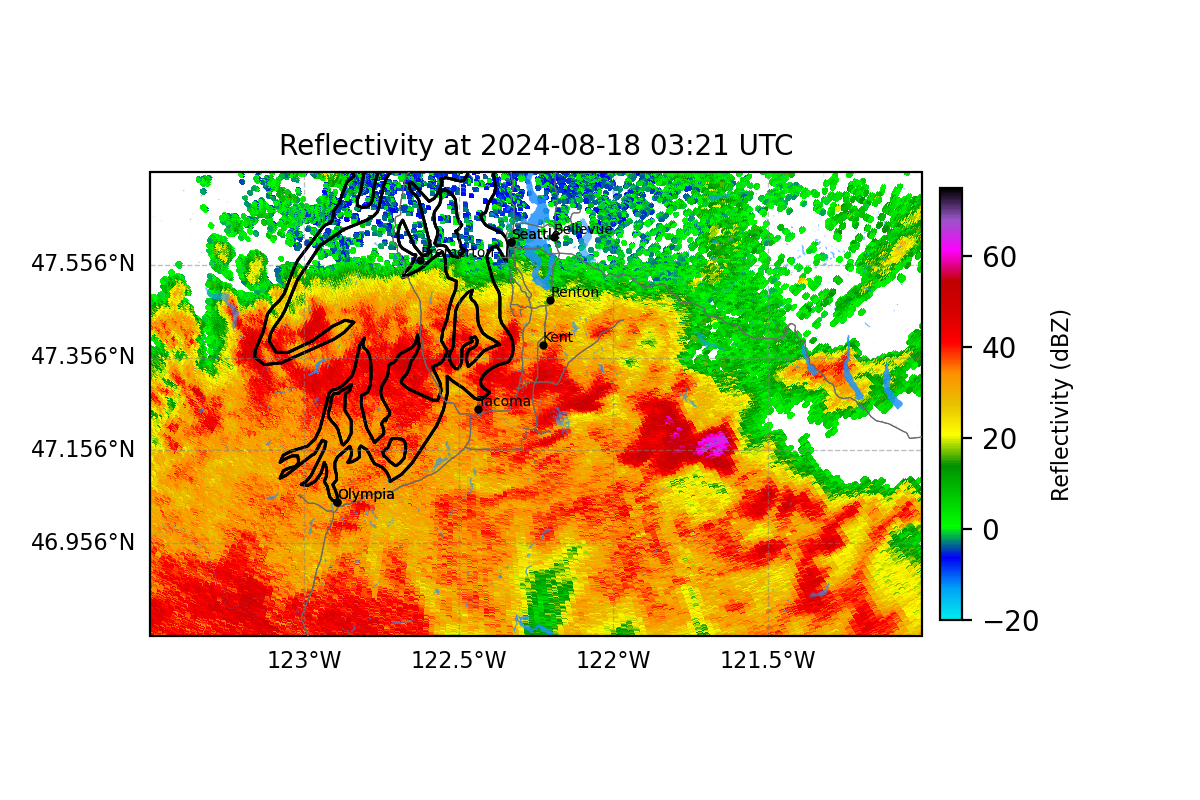 Reflectivity at 2024-08-18 03:21 UTC
47.556°N
47.356°N
47.156°N
46.956°N
123°W
122.5°W
122°W
121.5°W
Seattle
Bellevue
Bremerton
Renton
Kent
Tacoma
Olympia
60
40
20
0
−20
Reflectivity (dBZ)